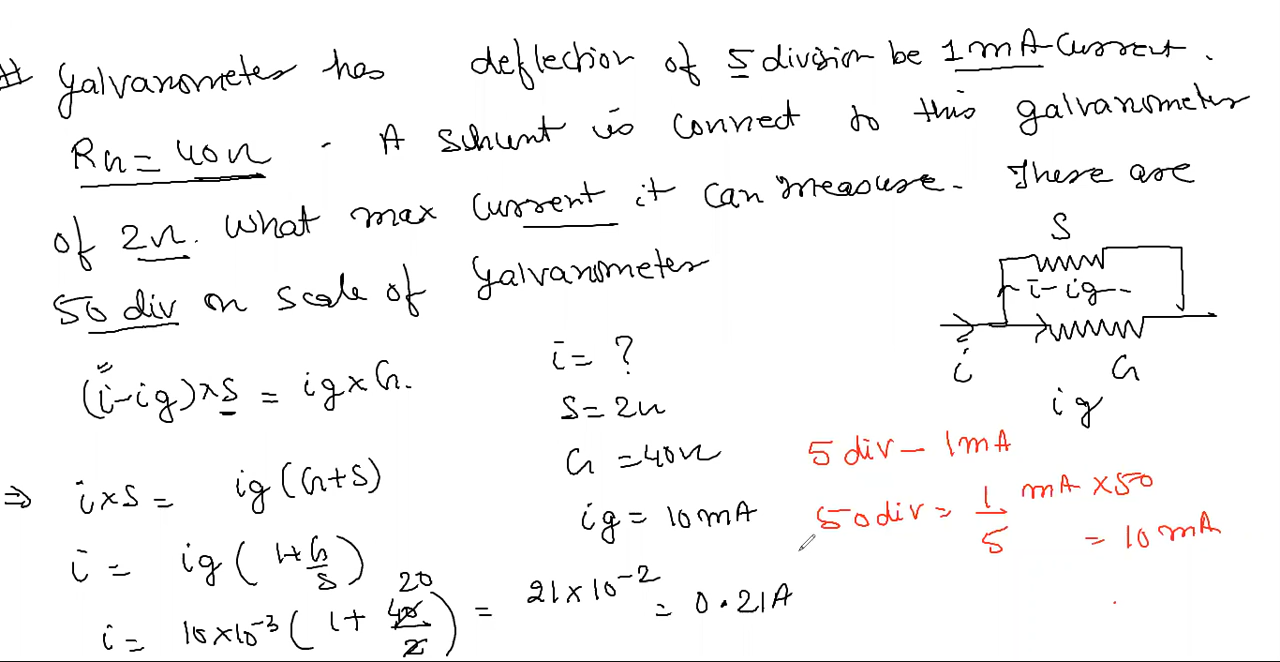 # Galvanometer has deflection of 5 division be 1mA current.
RG = 40Ω. A schunt is connect to this galvanometer
of 2Ω. What max current it can measure. There are
50 div on scale of Galvanometer
S
i-ig
i
G
ig
(i-ig)×S = ig×G.
i = ?
S = 2Ω
G = 40Ω
ig = 10mA
5 div - 1mA
50 div = 1/5 mA × 50
= 10 mA
⇒ i×S = ig(G+S)
i = ig(1+G/S)
i = 10×10⁻³(1+ 40/2) = 21×10⁻² = 0.21A
20